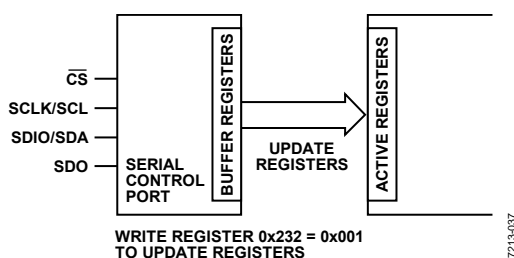 CS
SCLK/SCL
SDIO/SDA
SDO
SERIAL
CONTROL
PORT
BUFFER REGISTERS
UPDATE
REGISTERS
ACTIVE REGISTERS
WRITE REGISTER 0x232 = 0x001
TO UPDATE REGISTERS
7213-037